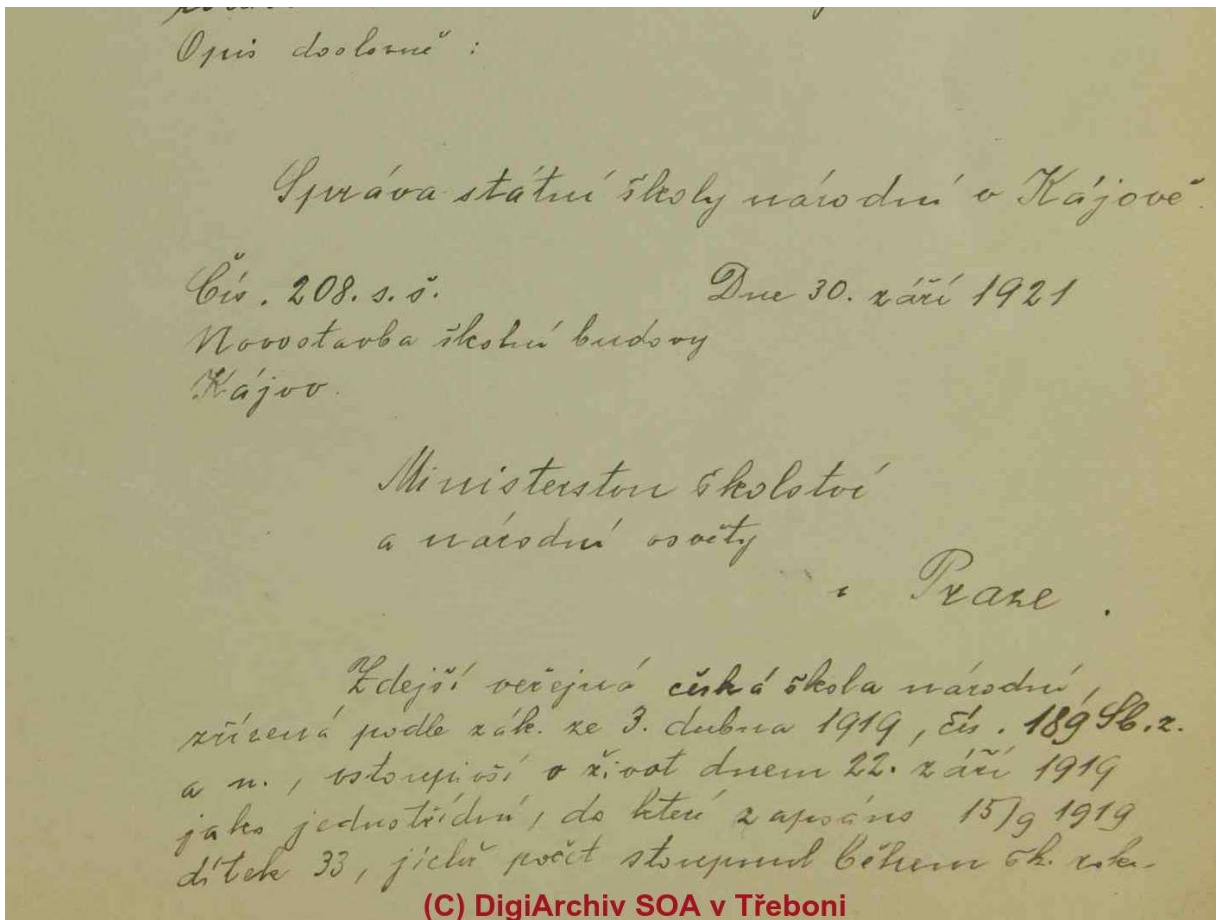 Opis doslovně :
Správa státní školy národní v Kájově.
Čís. 208. s. š. Dne 30. září 1921
Novostavba školní budovy
Kájov.
Ministerstvu školství
a národní osvěty
v Praze.
Zdejší veřejná česká škola národní,
zřízená podle zák. ze 3. dubna 1919, čís. 189 Sb. z.
a n., vstoupivší v život dnem 22. září 1919
jako jednotřídní, do které zapsáno 15/9 1919
dítek 33, jichž počet stoupnul během šk. roku
(C) DigiArchiv SOA v Třeboni